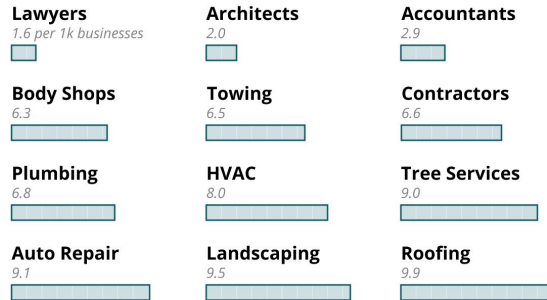 Lawyers
1.6 per 1k businesses
Architects
2.0
Accountants
2.9
Body Shops
6.3
Towing
6.5
Contractors
6.6
Plumbing
6.8
HVAC
8.0
Tree Services
9.0
Auto Repair
9.1
Landscaping
9.5
Roofing
9.9